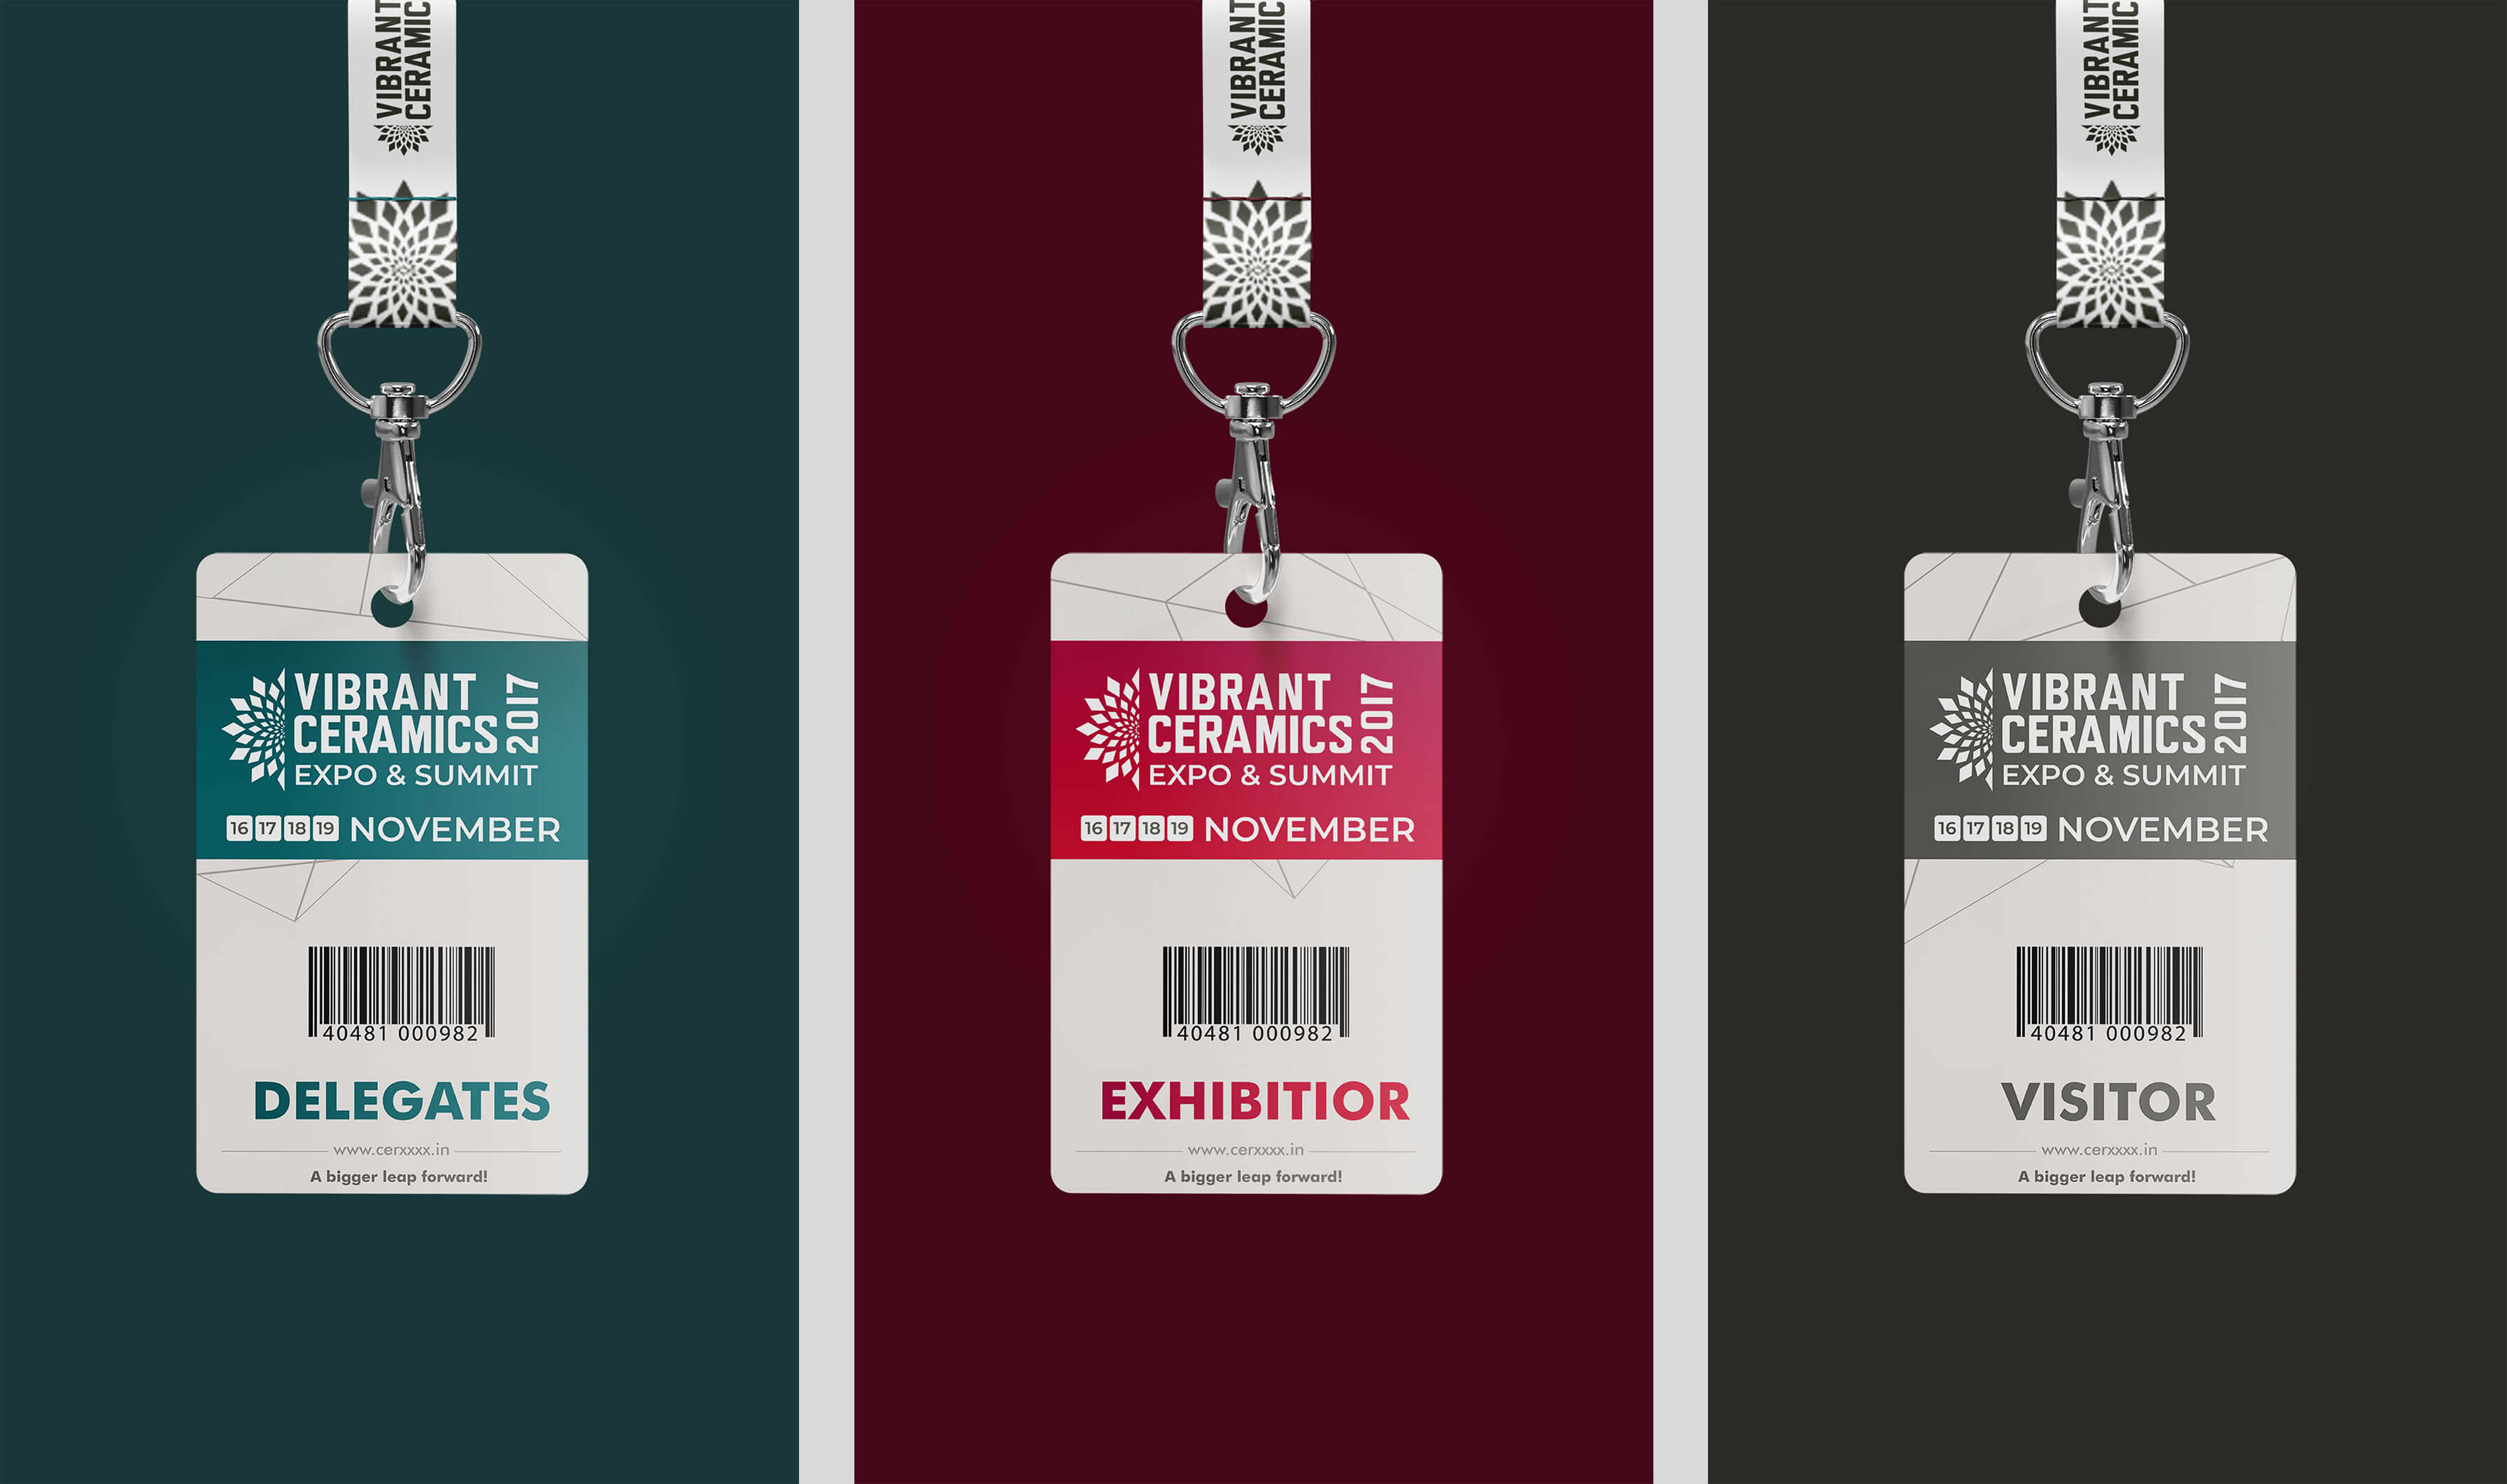 VIBRANT
CERAMIC
VIBRANT
CERAMICS
2017
EXPO & SUMMIT
16 17 18 19 NOVEMBER
40481 000982
DELEGATES
www.cerxxxx.in
A bigger leap forward!
VIBRANT
CERAMIC
VIBRANT
CERAMICS
2017
EXPO & SUMMIT
16 17 18 19 NOVEMBER
40481 000982
EXHIBITIOR
www.cerxxxx.in
A bigger leap forward!
VIBRANT
CERAMIC
VIBRANT
CERAMICS
2017
EXPO & SUMMIT
16 17 18 19 NOVEMBER
40481 000982
VISITOR
www.cerxxxx.in
A bigger leap forward!